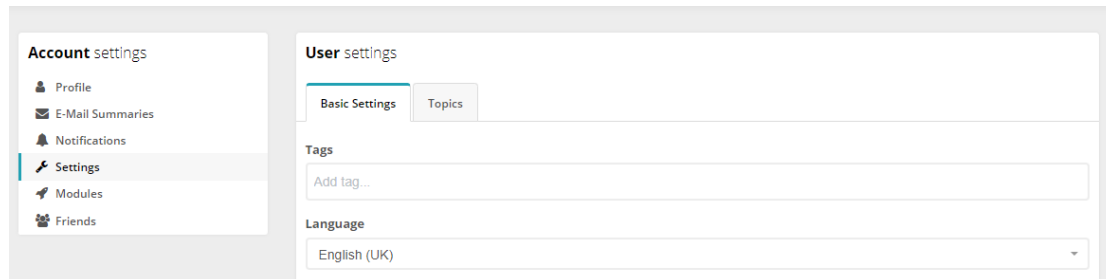 Account settings
Profile
E-Mail Summaries
Notifications
Settings
Modules
Friends
User settings
Basic Settings
Topics
Tags
Add tag...
Language
English (UK)